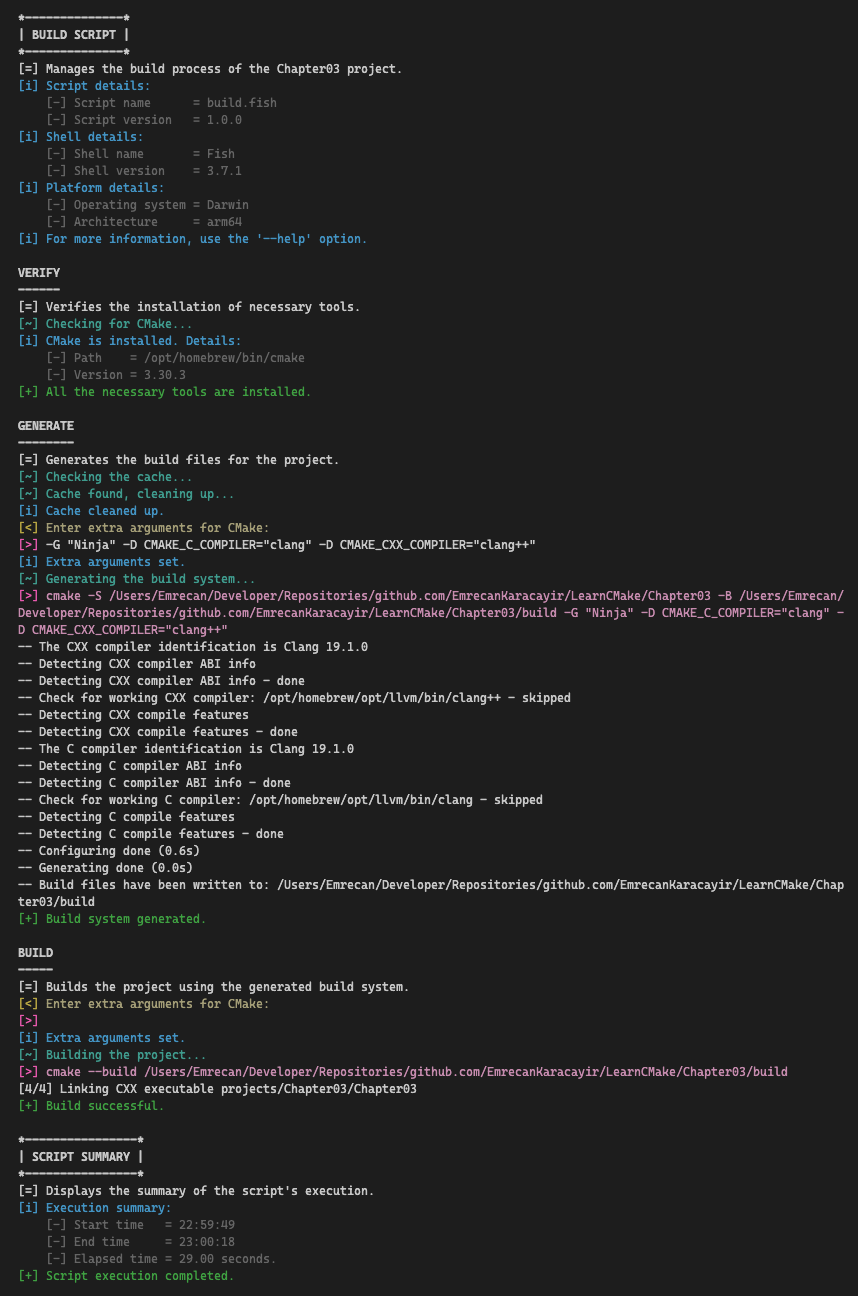 *--------------*
| BUILD SCRIPT |
*--------------*
[=] Manages the build process of the Chapter03 project.
[i] Script details:
    [-] Script name      = build.fish
    [-] Script version   = 1.0.0
[i] Shell details:
    [-] Shell name       = Fish
    [-] Shell version    = 3.7.1
[i] Platform details:
    [-] Operating system = Darwin
    [-] Architecture     = arm64
[i] For more information, use the '--help' option.

VERIFY
------
[=] Verifies the installation of necessary tools.
[~] Checking for CMake...
[i] CMake is installed. Details:
    [-] Path    = /opt/homebrew/bin/cmake
    [-] Version = 3.30.3
[+] All the necessary tools are installed.

GENERATE
--------
[=] Generates the build files for the project.
[~] Checking the cache...
[~] Cache found, cleaning up...
[i] Cache cleaned up.
[<] Enter extra arguments for CMake:
[>] -G "Ninja" -D CMAKE_C_COMPILER="clang" -D CMAKE_CXX_COMPILER="clang++"
[i] Extra arguments set.
[~] Generating the build system...
[>] cmake -S /Users/Emrecan/Developer/Repositories/github.com/EmrecanKaracayir/LearnCMake/Chapter03 -B /Users/Emrecan/
Developer/Repositories/github.com/EmrecanKaracayir/LearnCMake/Chapter03/build -G "Ninja" -D CMAKE_C_COMPILER="clang" -
D CMAKE_CXX_COMPILER="clang++"
-- The CXX compiler identification is Clang 19.1.0
-- Detecting CXX compiler ABI info
-- Detecting CXX compiler ABI info - done
-- Check for working CXX compiler: /opt/homebrew/opt/llvm/bin/clang++ - skipped
-- Detecting CXX compile features
-- Detecting CXX compile features - done
-- The C compiler identification is Clang 19.1.0
-- Detecting C compiler ABI info
-- Detecting C compiler ABI info - done
-- Check for working C compiler: /opt/homebrew/opt/llvm/bin/clang - skipped
-- Detecting C compile features
-- Detecting C compile features - done
-- Configuring done (0.6s)
-- Generating done (0.0s)
-- Build files have been written to: /Users/Emrecan/Developer/Repositories/github.com/EmrecanKaracayir/LearnCMake/Chap
ter03/build
[+] Build system generated.

BUILD
-----
[=] Builds the project using the generated build system.
[<] Enter extra arguments for CMake:
[>]
[i] Extra arguments set.
[~] Building the project...
[>] cmake --build /Users/Emrecan/Developer/Repositories/github.com/EmrecanKaracayir/LearnCMake/Chapter03/build
[4/4] Linking CXX executable projects/Chapter03/Chapter03
[+] Build successful.

*----------------*
| SCRIPT SUMMARY |
*----------------*
[=] Displays the summary of the script's execution.
[i] Execution summary:
    [-] Start time   = 22:59:49
    [-] End time     = 23:00:18
    [-] Elapsed time = 29.00 seconds.
[+] Script execution completed.